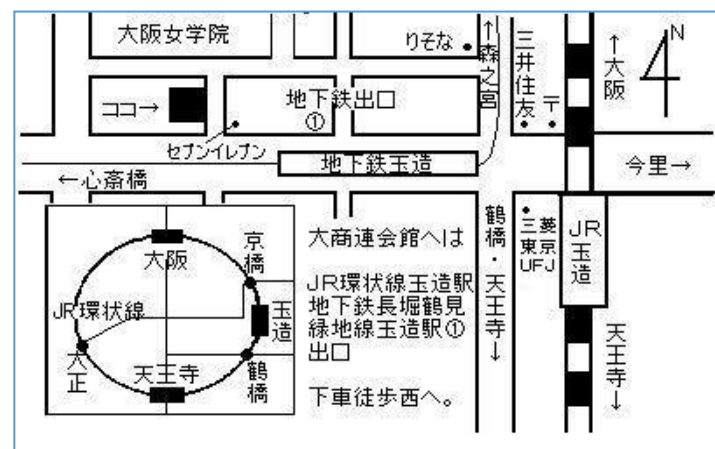 大阪女学院
りそな
↑森之宮
三井住友
〒
↑大阪
N
ココ→
地下鉄出口
①
セブンイレブン
地下鉄玉造
今里→
←心斎橋
大阪
京橋
JR環状線
玉造
大正
天王寺
鶴橋
大商連会館へは
JR環状線玉造駅
地下鉄長堀鶴見
緑地線玉造駅①
出口
下車徒歩西へ。
鶴橋・天王寺↓
三菱
東京
UFJ
JR
玉造
天王寺↓